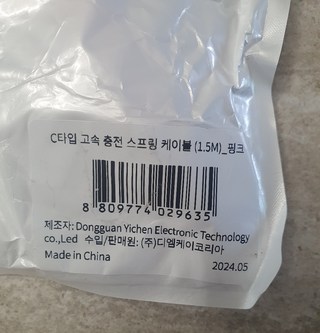 C타입 고속 충전 스프링 케이블 (1.5M)_핑크
8 809774 029635
제조자: Dongguan Yichen Electronic Technology
co.,Led 수입/판매원: (주)디엠케이코리아
Made in China
2024.05